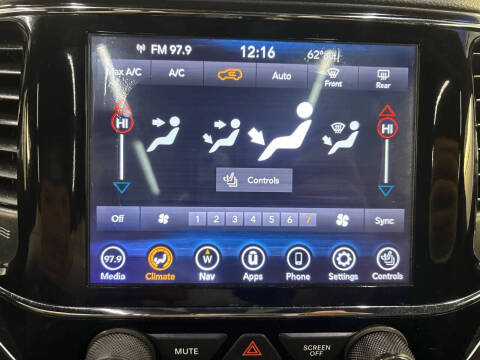 FM 97.9 12:16 62°
Max A/C A/C Auto Front Rear
HI HI
Controls
Off 1 2 3 4 5 6 7 Sync
97.9 W
Media Climate Nav Apps Phone Settings Controls
MUTE SCREEN OFF